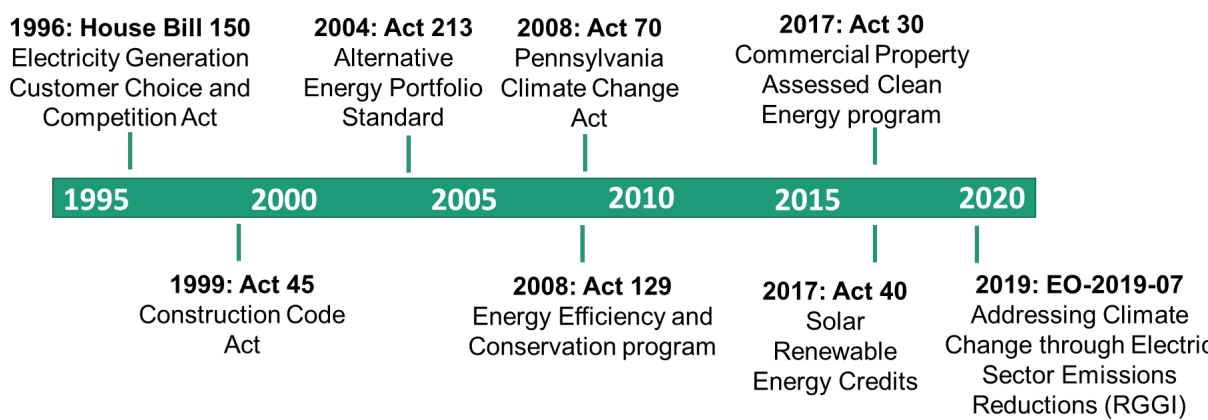 1996: House Bill 150
Electricity Generation
Customer Choice and
Competition Act
2004: Act 213
Alternative
Energy Portfolio
Standard
2008: Act 70
Pennsylvania
Climate Change
Act
2017: Act 30
Commercial Property
Assessed Clean
Energy program
1995 2000 2005 2010 2015 2020
1999: Act 45
Construction Code
Act
2008: Act 129
Energy Efficiency and
Conservation program
2017: Act 40
Solar
Renewable
Energy Credits
2019: EO-2019-07
Addressing Climate
Change through Electric
Sector Emissions
Reductions (RGGI)